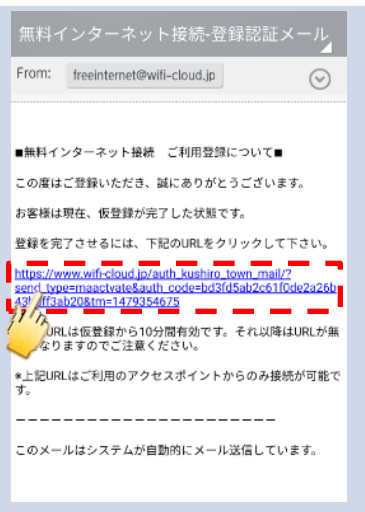 無料インターネット接続-登録認証メール
From: freeinternet@wifi-cloud.jp
■無料インターネット接続　ご利用登録について■
この度はご登録いただき、誠にありがとうございます。
お客様は現在、仮登録が完了した状態です。
登録を完了させるには、下記のURLをクリックして下さい。
https://www.wifi-cloud.jp/auth_kushiro_town_mail/?
send_type=maactvate&auth_code=bd3fd5ab2c61f0de2a26b
ff3ab20&tm=1479354675
URLは仮登録から10分間有効です。それ以降はURLが無
なりますのでご注意ください。
*上記URLはご利用のアクセスポイントからのみ接続が可能で
す。
ーーーーーーーーーーーーーーーーーーーーーー
このメールはシステムが自動的にメール送信しています。